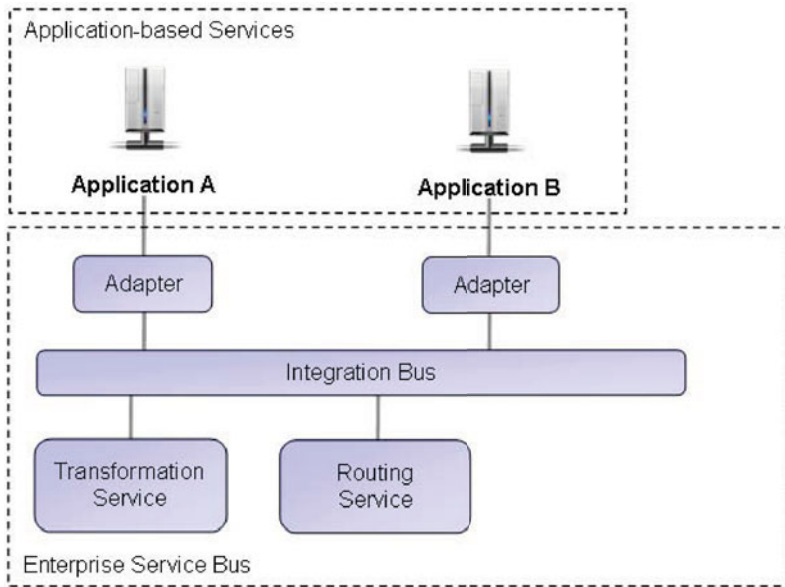 Application-based Services
Application A
Application B
Adapter
Adapter
Integration Bus
Transformation
Service
Routing
Service
Enterprise Service Bus